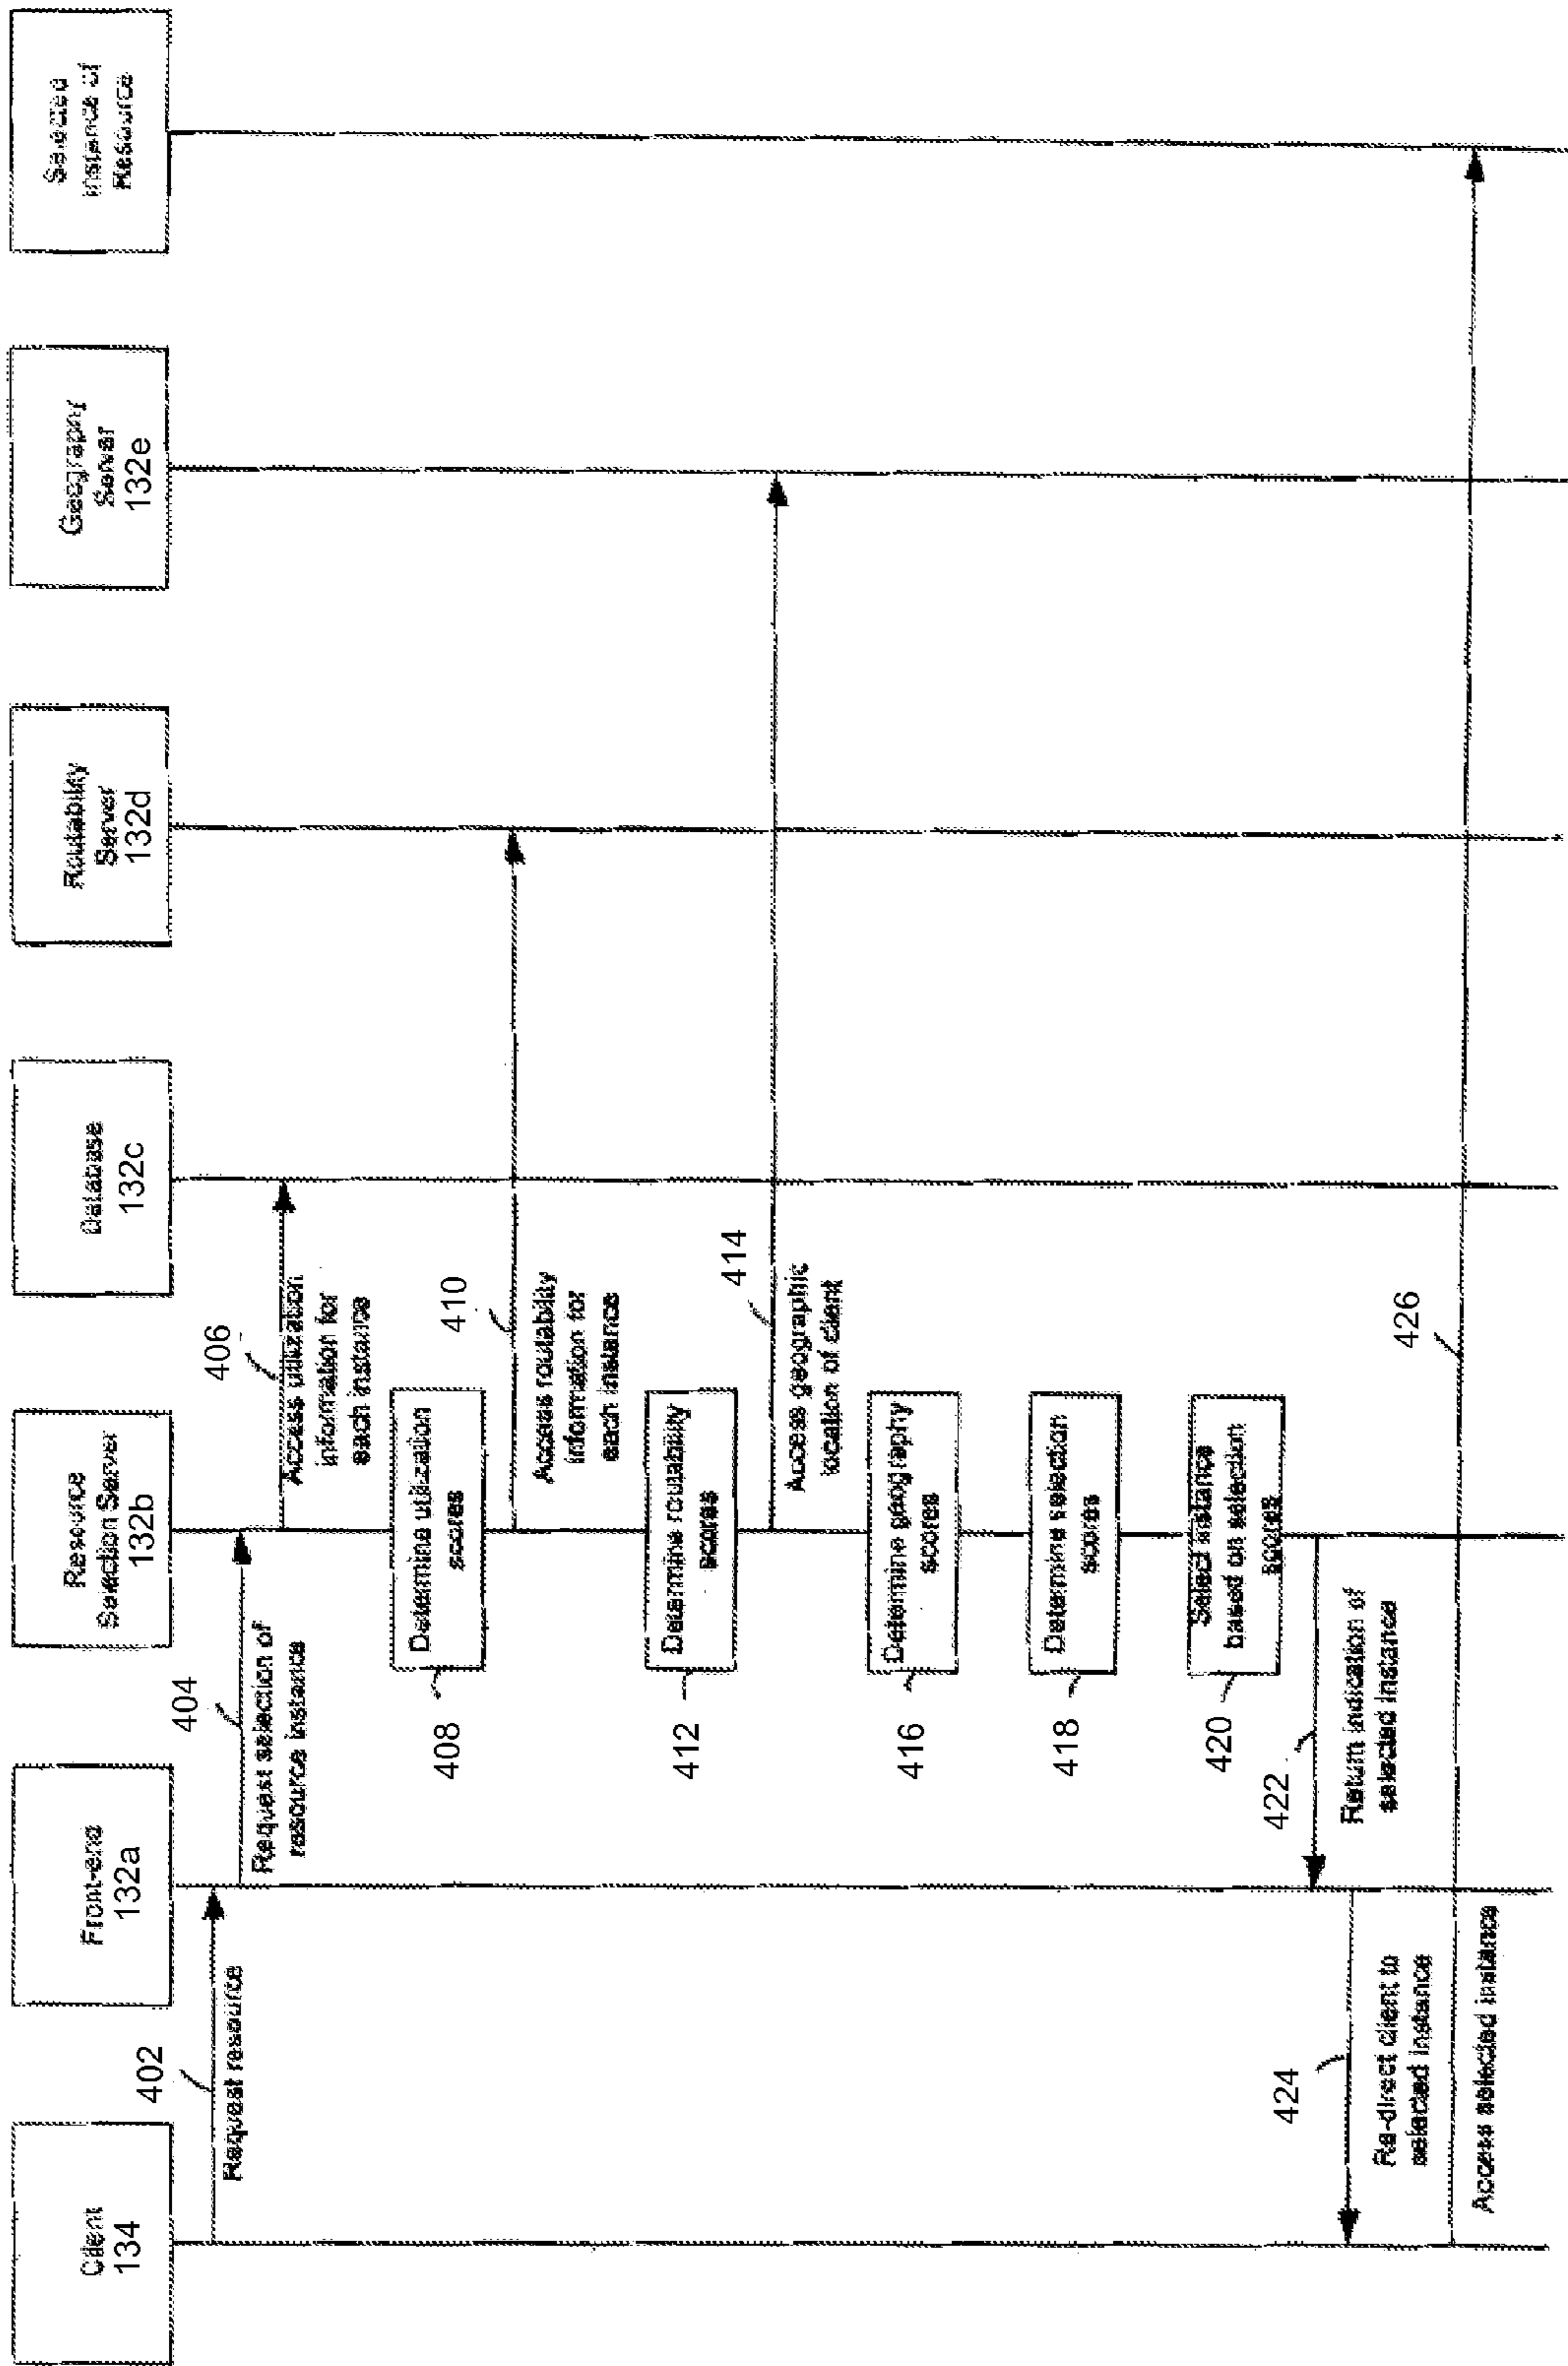 Client
134
Front-end
132a
Resource
Selection Server
132b
Database
132c
Routability
Server
132d
Geography
Server
132e
Selected
Instance of
Resource
402
Request resource
404
Request selection of
resource instance
406
Access utilization
information for
each instance
408
Determine utilization
scores
410
Access routability
information for
each instance
412
Determine routability
scores
414
Access geographic
location of client
416
Determine geography
scores
418
Determine selection
scores
420
Select instance
based on selection
scores
422
Return indication of
selected instance
424
Re-direct client to
selected instance
426
Access selected instance